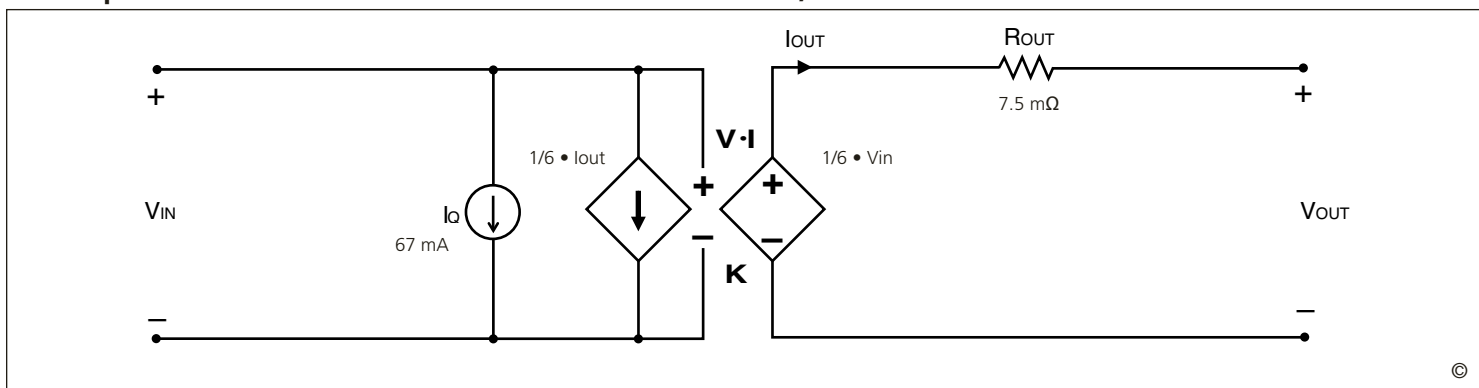 IOUT
ROUT
+
+
7.5 mΩ
V•I
1/6 • Iout
1/6 • Vin
+
+
VIN
IQ
VOUT
67 mA
–
–
K
–
–
©